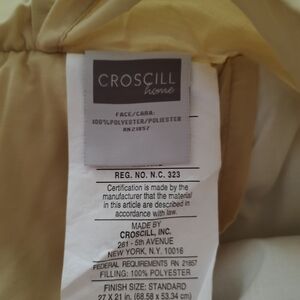 CROSCILL
home
FACE/CARA:
100%POLYESTER/POLIESTER
RN21857
REG. NO. N.C. 323
Certification is made by the
manufacturer that the material
in this article are described in
accordance with law.
MADE BY
CROSCILL, INC.
261 - 5th AVENUE
NEW YORK, N.Y. 10016
FEDERAL REQUIREMENTS RN 21857
FILLING: 100% POLYESTER
FINISH SIZE: STANDARD
27 X 21 in. (68.58 x 53.34 cm)